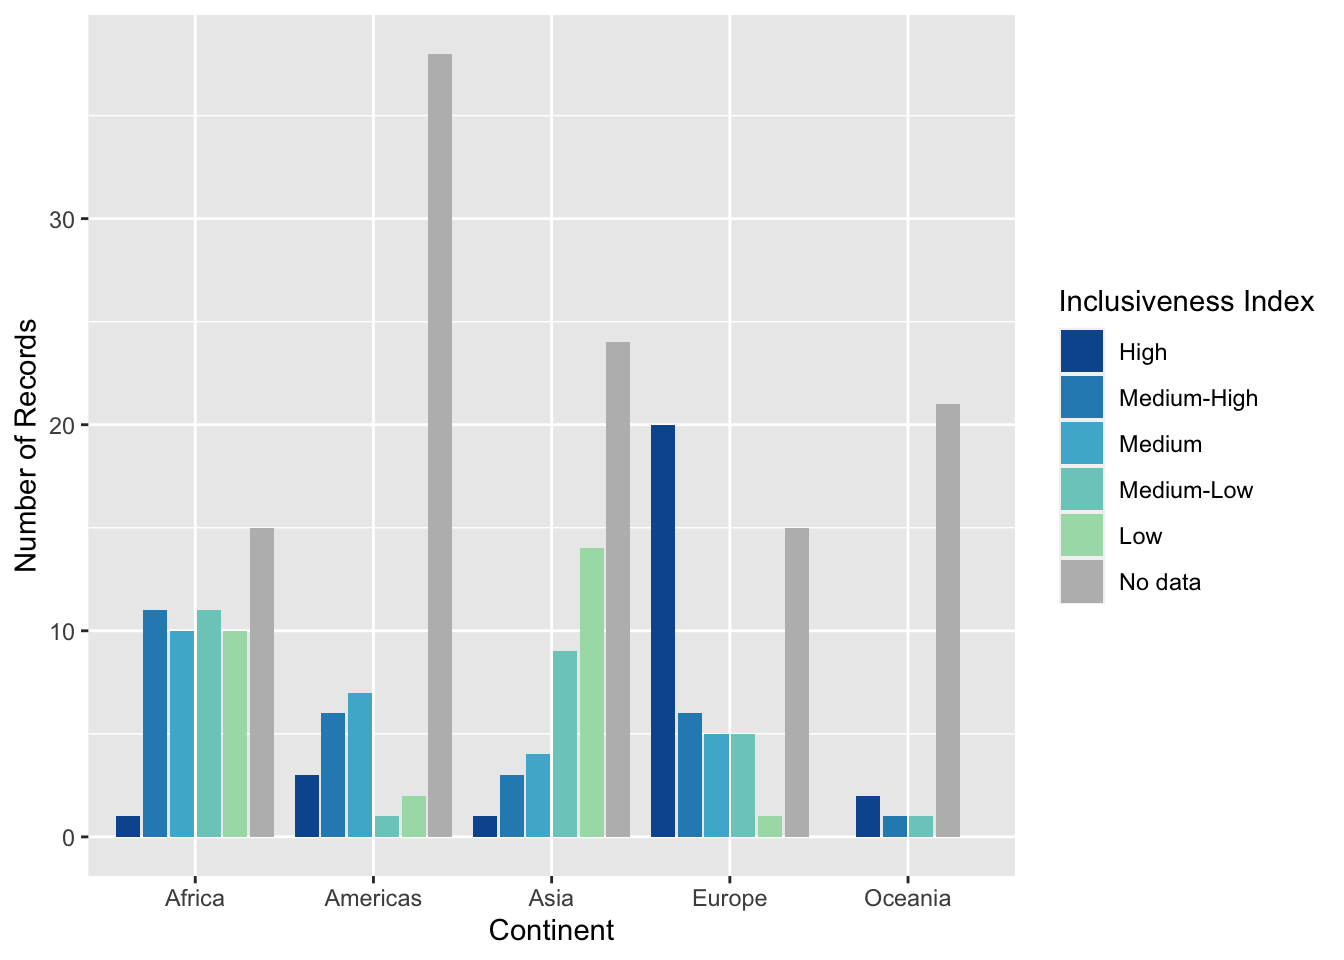 Number of Records
30
20
10
0
Africa
Americas
Asia
Europe
Oceania
Continent
Inclusiveness Index
High
Medium-High
Medium
Medium-Low
Low
No data